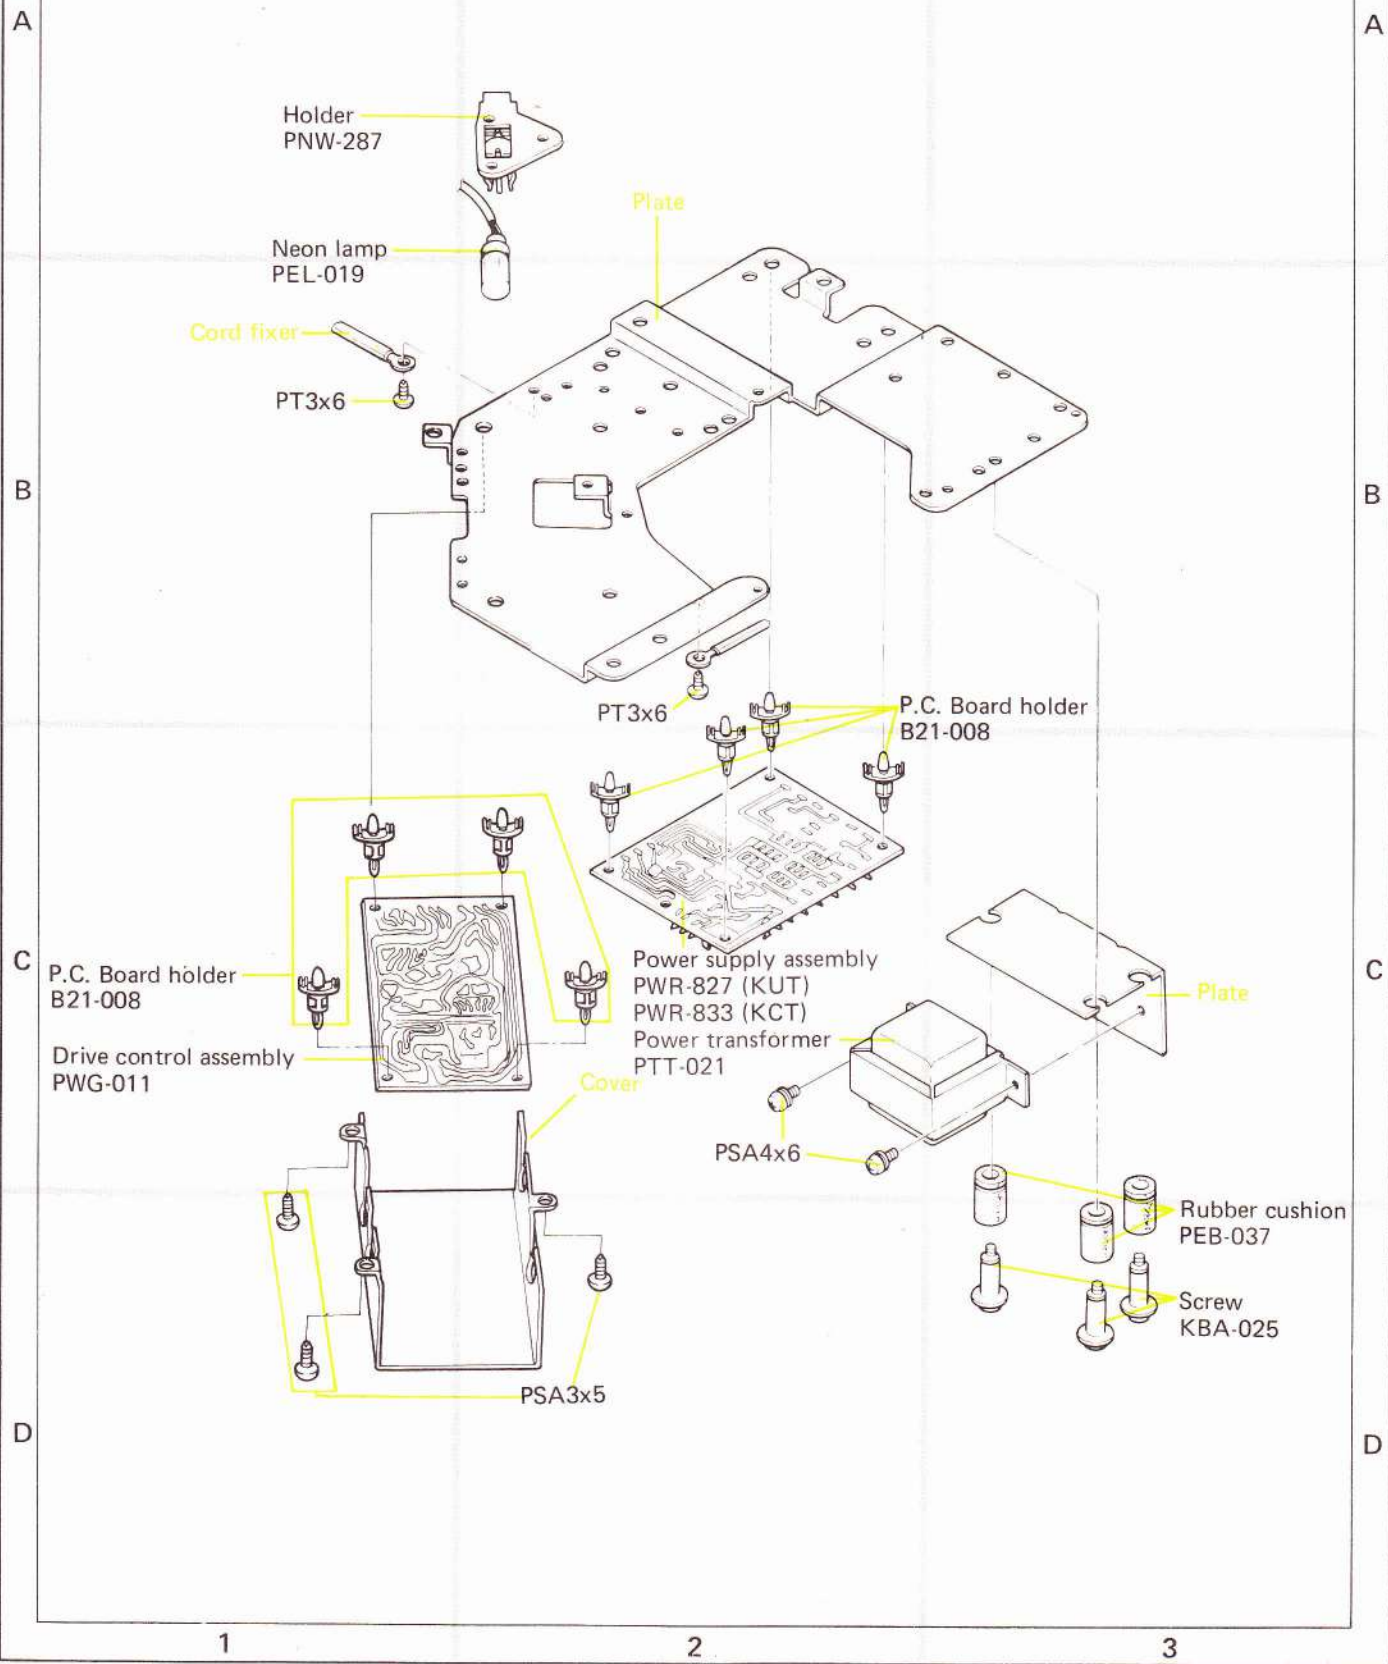 A
A
Holder
PNW-287
Plate
Neon lamp
PEL-019
Cord fixer
PT3x6
B
B
PT3x6
P.C. Board holder
B21-008
C
C
P.C. Board holder
B21-008
Power supply assembly
PWR-827 (KUT)
PWR-833 (KCT)
Plate
Power transformer
PTT-021
Drive control assembly
PWG-011
Cover
PSA4x6
Rubber cushion
PEB-037
Screw
KBA-025
PSA3x5
D
D
1
2
3